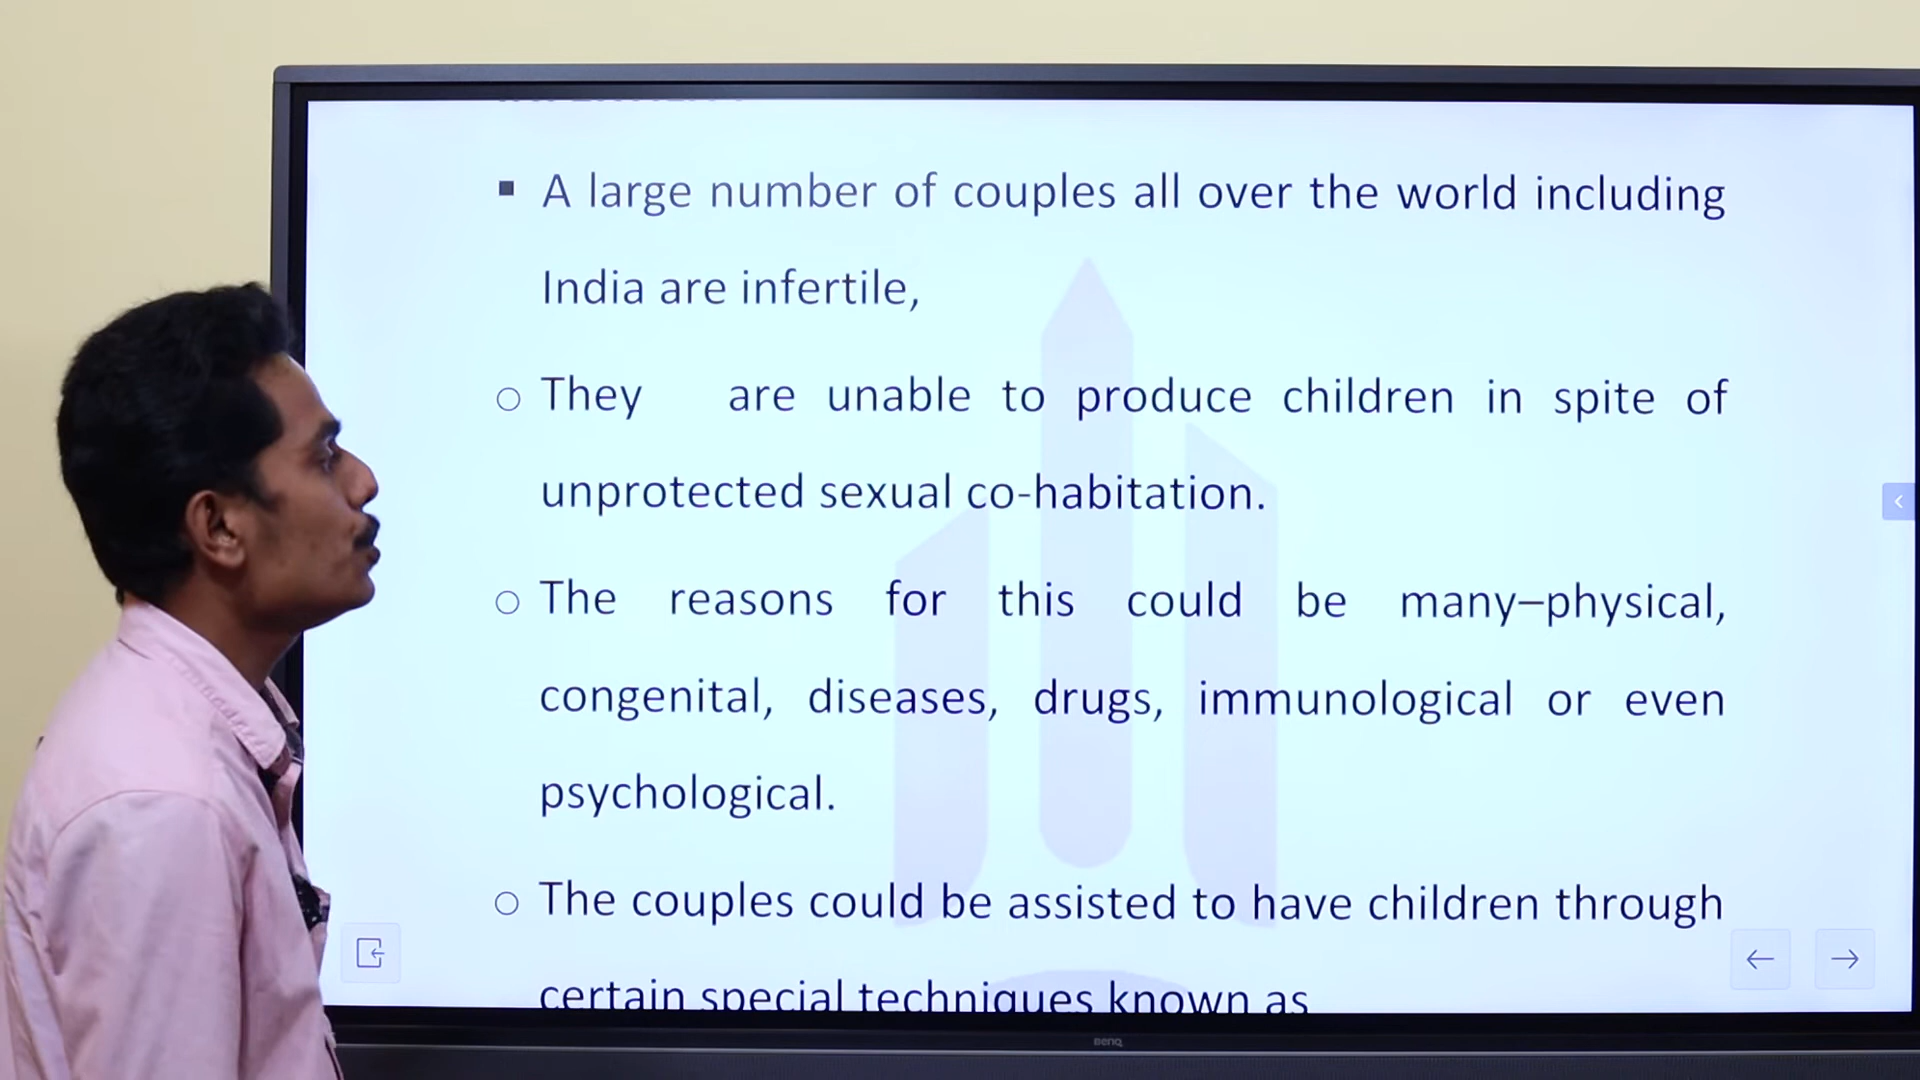 ▪ A large number of couples all over the world including
India are infertile,
○ They are unable to produce children in spite of
unprotected sexual co-habitation.
○ The reasons for this could be many–physical,
congenital, diseases, drugs, immunological or even
psychological.
○ The couples could be assisted to have children through
certain special techniques known as
BenQ